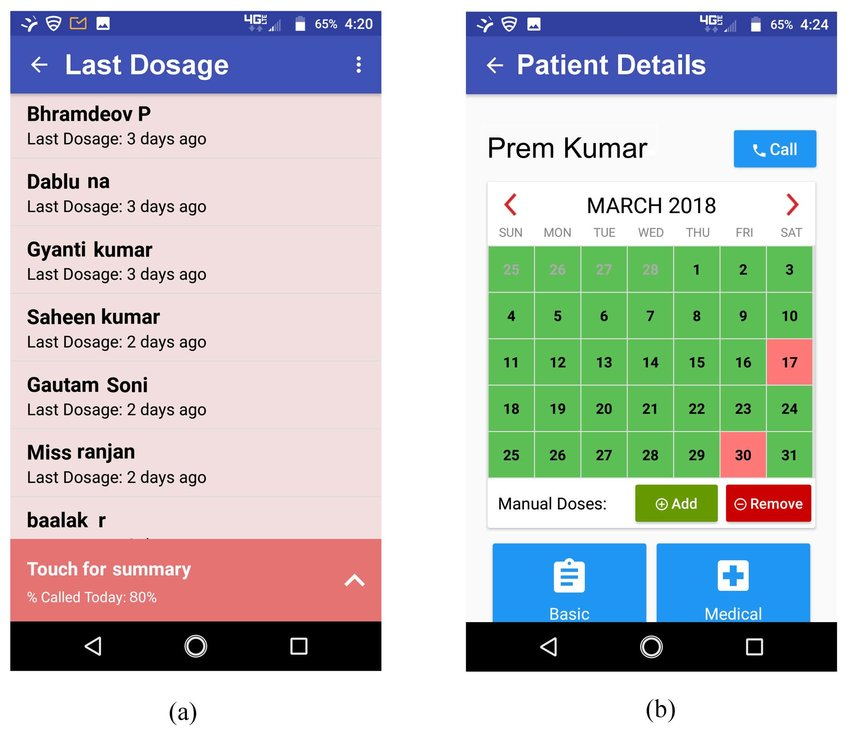 4G LTE 65% 4:20
Last Dosage
Bhramdeov P
Last Dosage: 3 days ago
Dablu na
Last Dosage: 3 days ago
Gyanti kumar
Last Dosage: 3 days ago
Saheen kumar
Last Dosage: 2 days ago
Gautam Soni
Last Dosage: 2 days ago
Miss ranjan
Last Dosage: 2 days ago
baalak r
Touch for summary
% Called Today: 80%
(a)
4G LTE 65% 4:24
Patient Details
Prem Kumar
Call
MARCH 2018
SUN MON TUE WED THU FRI SAT
25 26 27 28 1 2 3
4 5 6 7 8 9 10
11 12 13 14 15 16 17
18 19 20 21 22 23 24
25 26 27 28 29 30 31
Manual Doses: Add Remove
Basic Medical
(b)